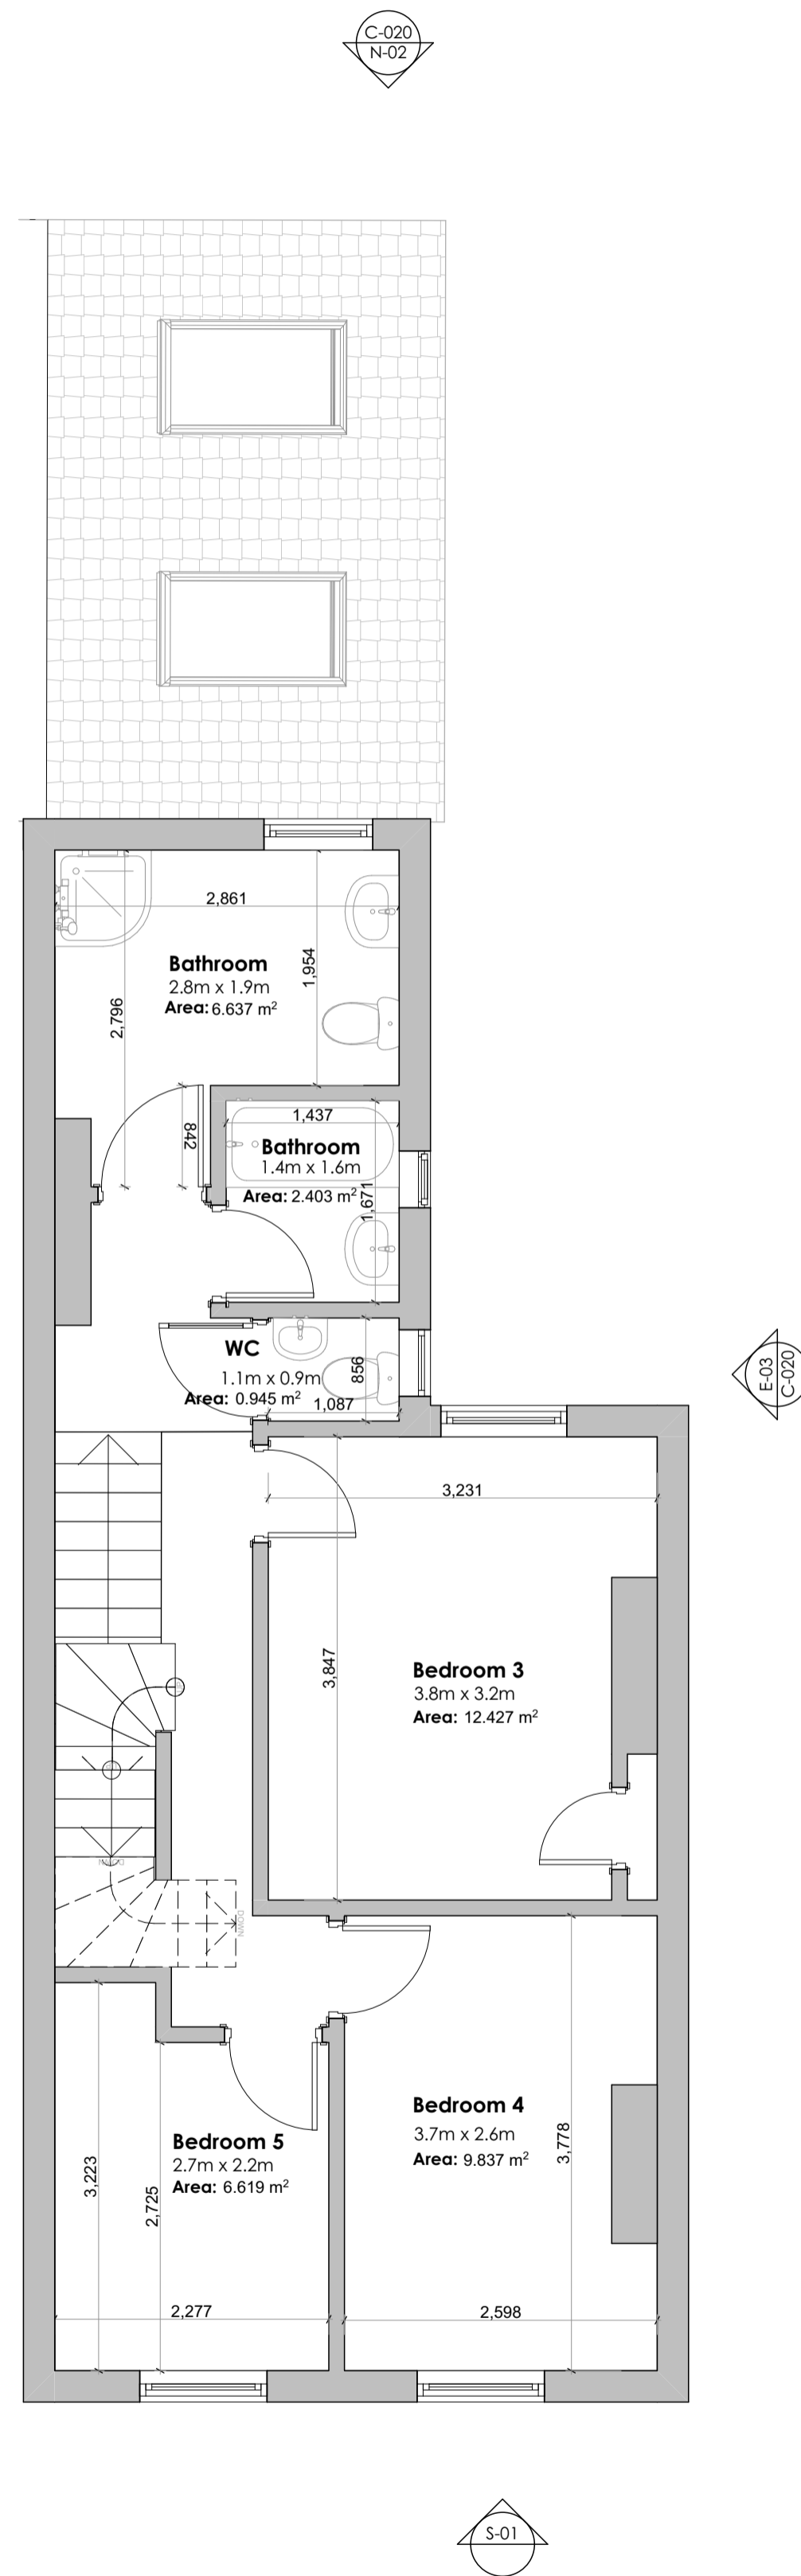 C-020
N-02
2,861
Bathroom
2.8m x 1.9m
Area: 6.637 m²
1,954
2,796
842
1,437
Bathroom
1.4m x 1.6m
Area: 2.403 m²
1,671
WC
1.1m x 0.9m
Area: 0.945 m²
856
1,087
E-03
C-020
3,231
3,847
Bedroom 3
3.8m x 3.2m
Area: 12.427 m²
DOWN
Bedroom 4
3.7m x 2.6m
Area: 9.837 m²
3,778
Bedroom 5
2.7m x 2.2m
Area: 6.619 m²
3,223
2,725
2,277
2,598
S-01